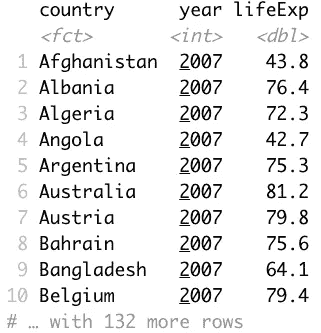 country year lifeExp
<fct> <int> <dbl>
1 Afghanistan 2007 43.8
2 Albania 2007 76.4
3 Algeria 2007 72.3
4 Angola 2007 42.7
5 Argentina 2007 75.3
6 Australia 2007 81.2
7 Austria 2007 79.8
8 Bahrain 2007 75.6
9 Bangladesh 2007 64.1
10 Belgium 2007 79.4
# … with 132 more rows